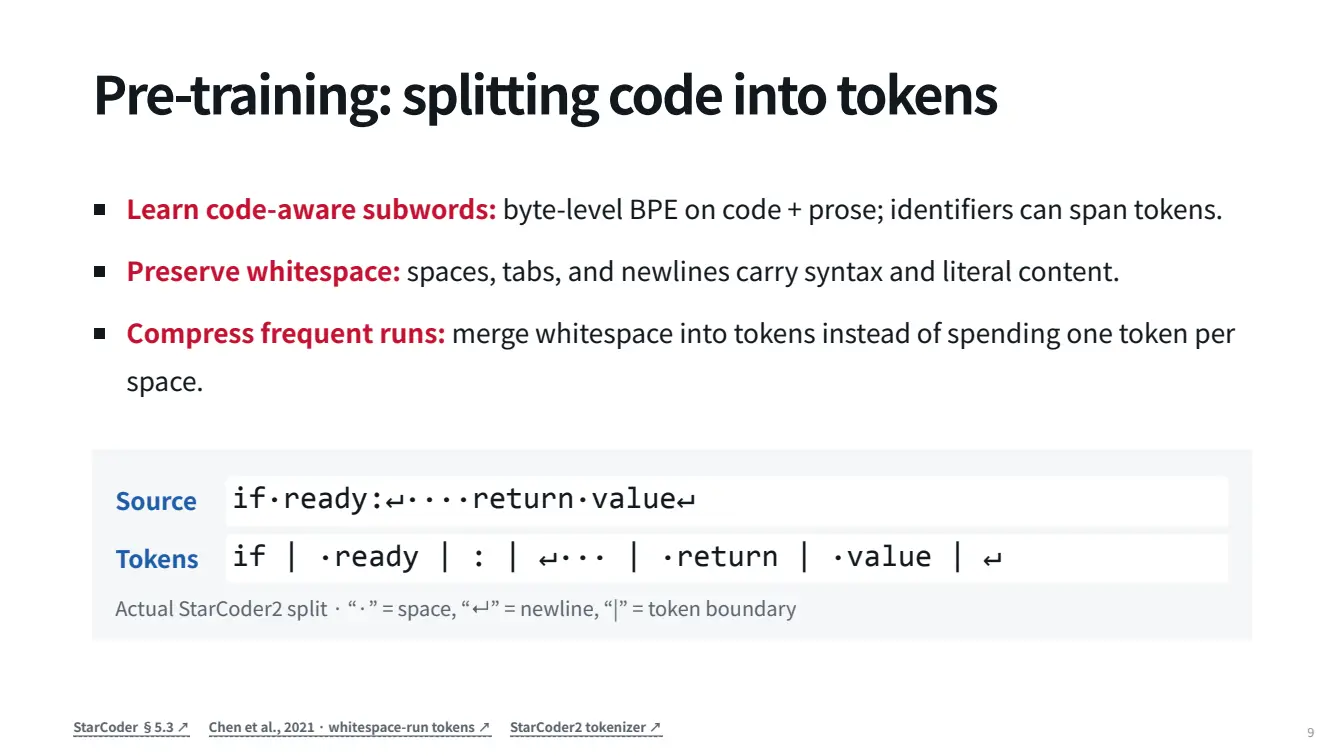 Pre-training: splitting code into tokens
Learn code-aware subwords: byte-level BPE on code + prose; identifiers can span tokens.
Preserve whitespace: spaces, tabs, and newlines carry syntax and literal content.
Compress frequent runs: merge whitespace into tokens instead of spending one token per
space.
Source if·ready:↵····return·value↵
Tokens if | ·ready | : | ↵··· | ·return | ·value | ↵
Actual StarCoder2 split · “·” = space, “↵” = newline, “|” = token boundary
StarCoder §5.3 ↗ Chen et al., 2021 · whitespace-run tokens ↗ StarCoder2 tokenizer ↗
9